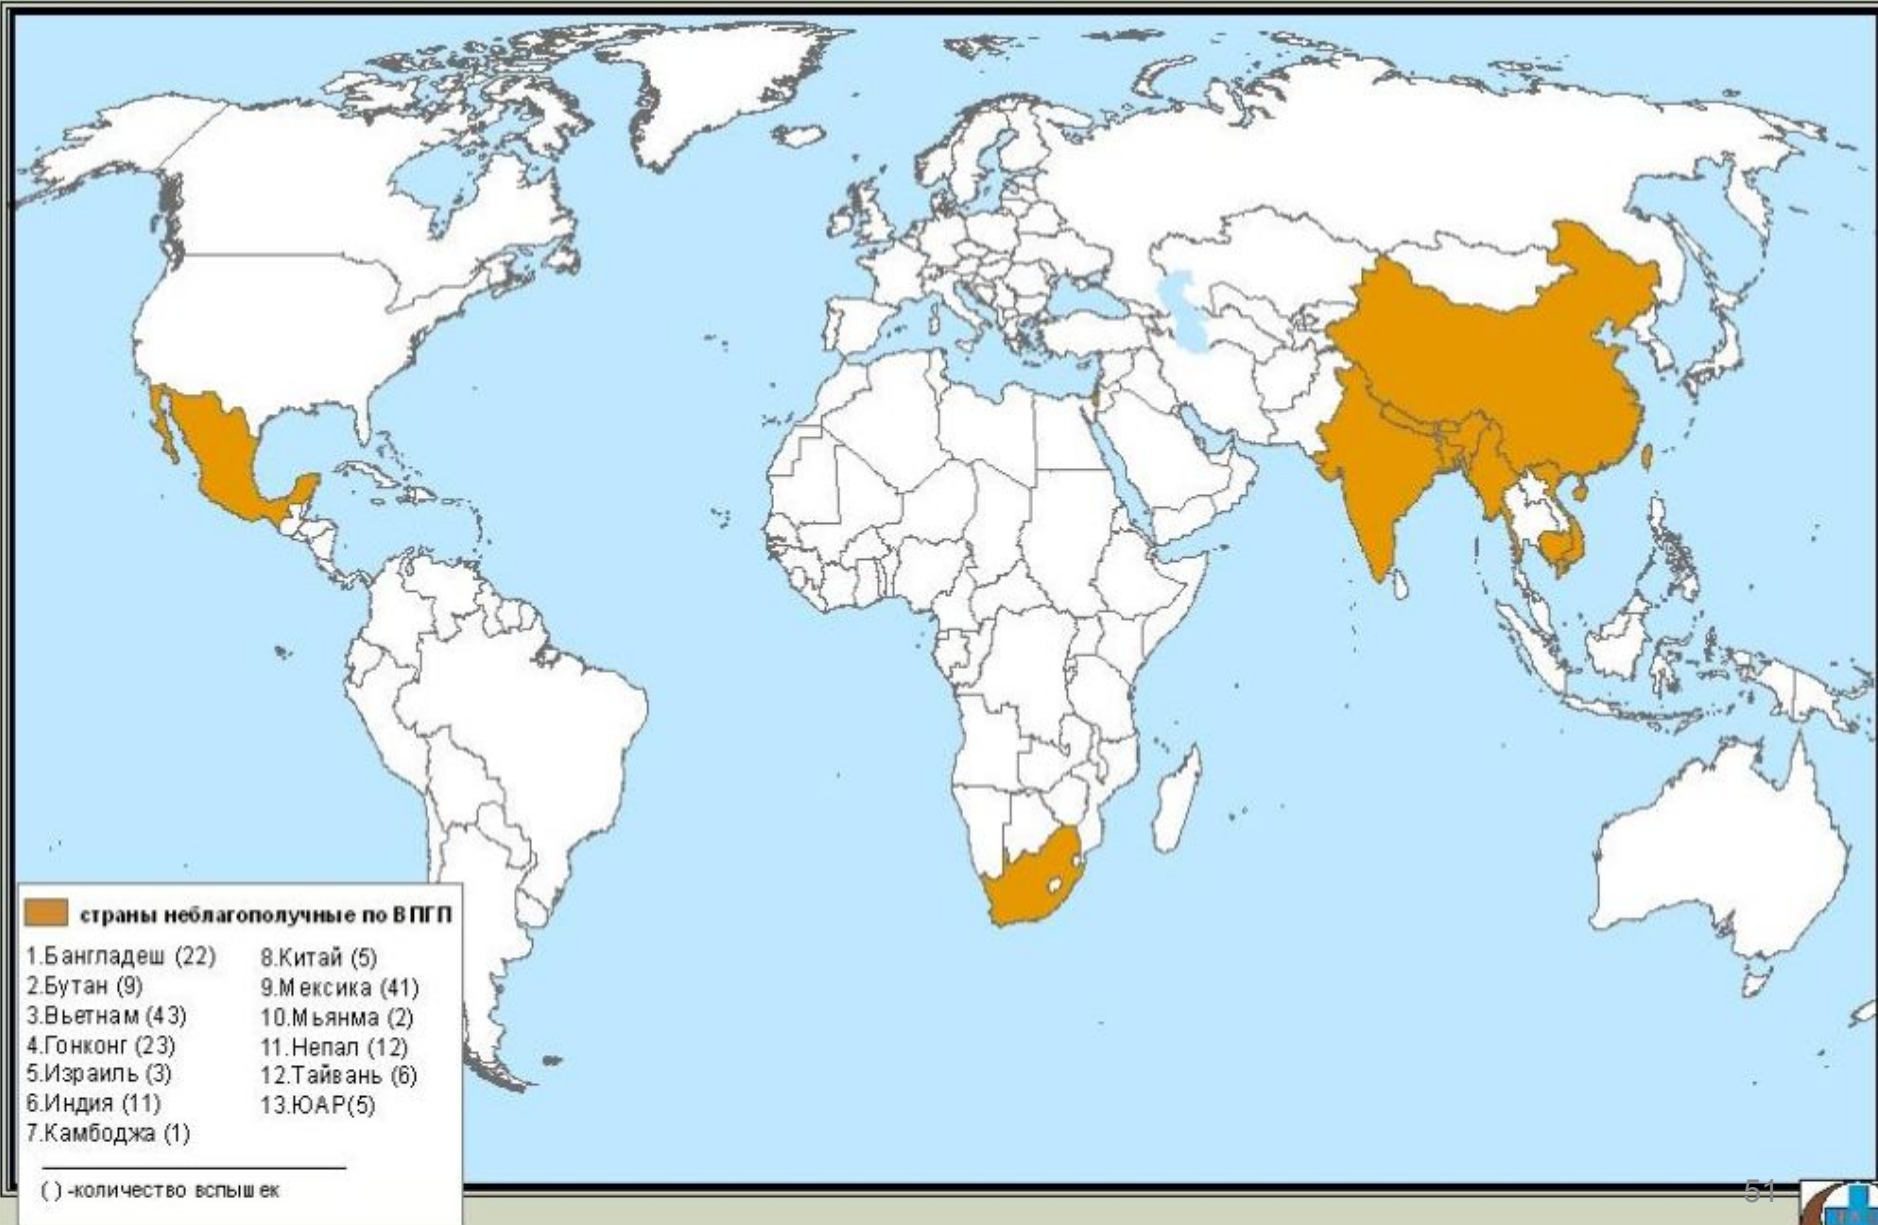 страны неблагополучные по ВПГП
1.Бангладеш (22)
2.Бутан (9)
3.Вьетнам (43)
4.Гонконг (23)
5.Израиль (3)
6.Индия (11)
7.Камбоджа (1)
8.Китай (5)
9.Мексика (41)
10.Мьянма (2)
11.Непал (12)
12.Тайвань (6)
13.ЮАР(5)
( ) -количество вспышек
51